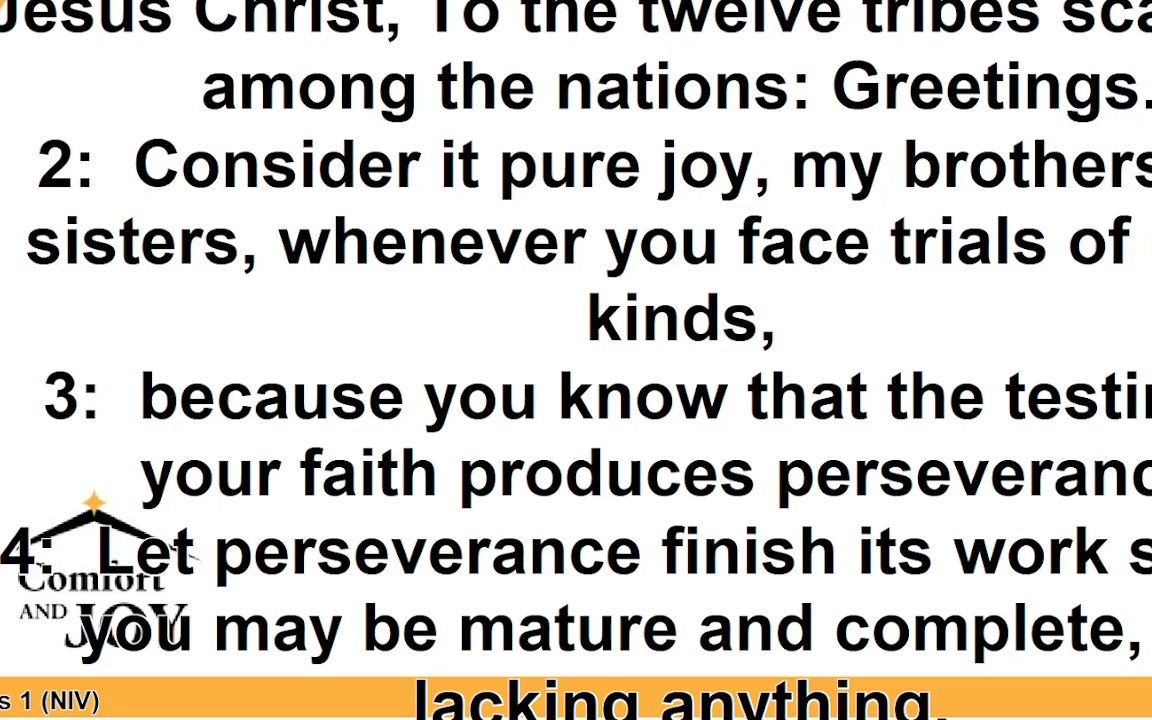 Jesus Christ, To the twelve tribes sca
among the nations: Greetings.
2: Consider it pure joy, my brothers
sisters, whenever you face trials of
kinds,
3: because you know that the testin
your faith produces perseveranc
4: Let perseverance finish its work s
Comfort
AND JOY
you may be mature and complete,
lacking anything.
s 1 (NIV)